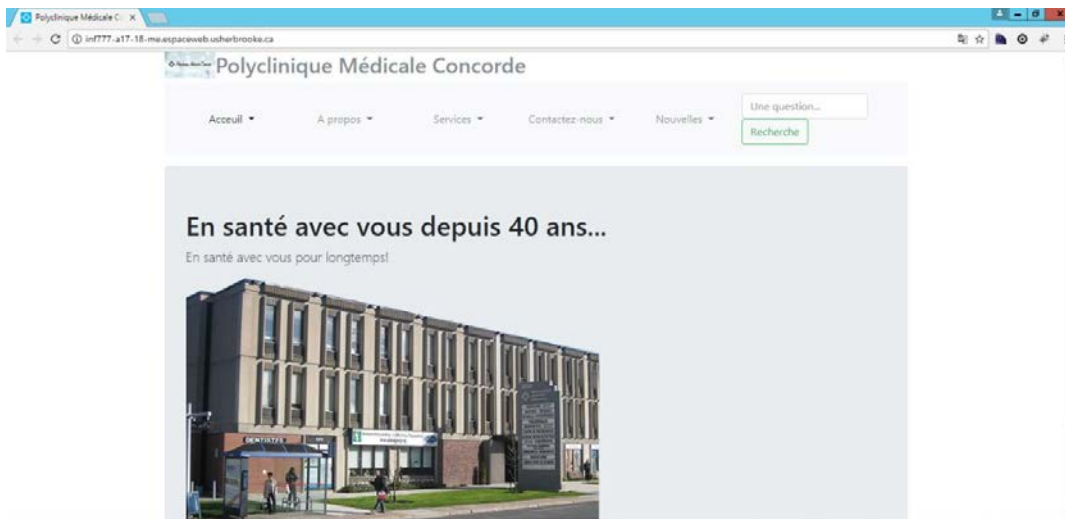 Polyclinique Médicale C
inf777-a17-18-me.espaceweb.usherbrooke.ca
Polyclinique Médicale Concorde
Acceuil
A propos
Services
Contactez-nous
Nouvelles
Une question...
Recherche
En santé avec vous depuis 40 ans...
En santé avec vous pour longtemps!
DENTISTES